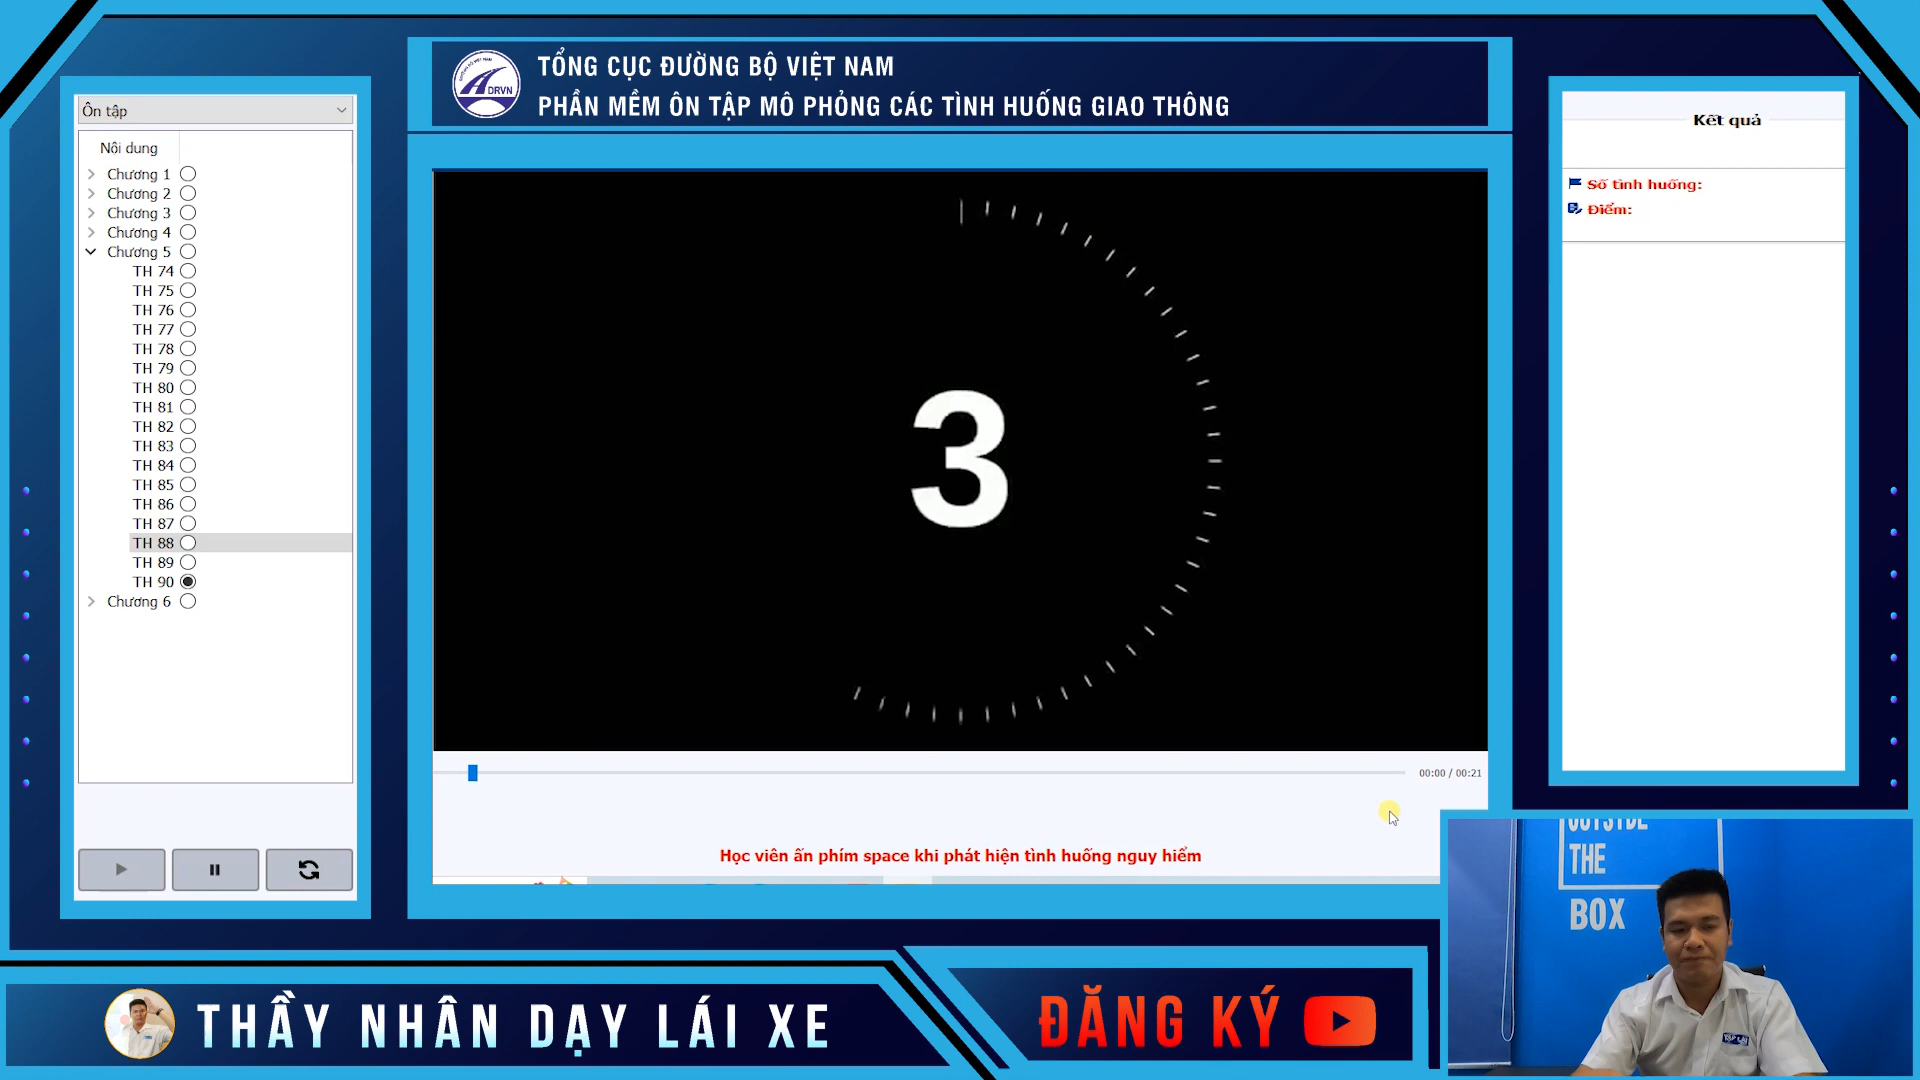 TỔNG CỤC ĐƯỜNG BỘ VIỆT NAM
PHẦN MỀM ÔN TẬP MÔ PHỎNG CÁC TÌNH HUỐNG GIAO THÔNG
DRVN
Ôn tập
Nội dung
Chương 1
Chương 2
Chương 3
Chương 4
Chương 5
TH 74
TH 75
TH 76
TH 77
TH 78
TH 79
TH 80
TH 81
TH 82
TH 83
TH 84
TH 85
TH 86
TH 87
TH 88
TH 89
TH 90
Chương 6
3
00:00 / 00:21
Học viên ấn phím space khi phát hiện tình huống nguy hiểm
Kết quả
Số tình huống:
Điểm:
OUTSIDE
THE
BOX
THẦY NHÂN DẠY LÁI XE
ĐĂNG KÝ